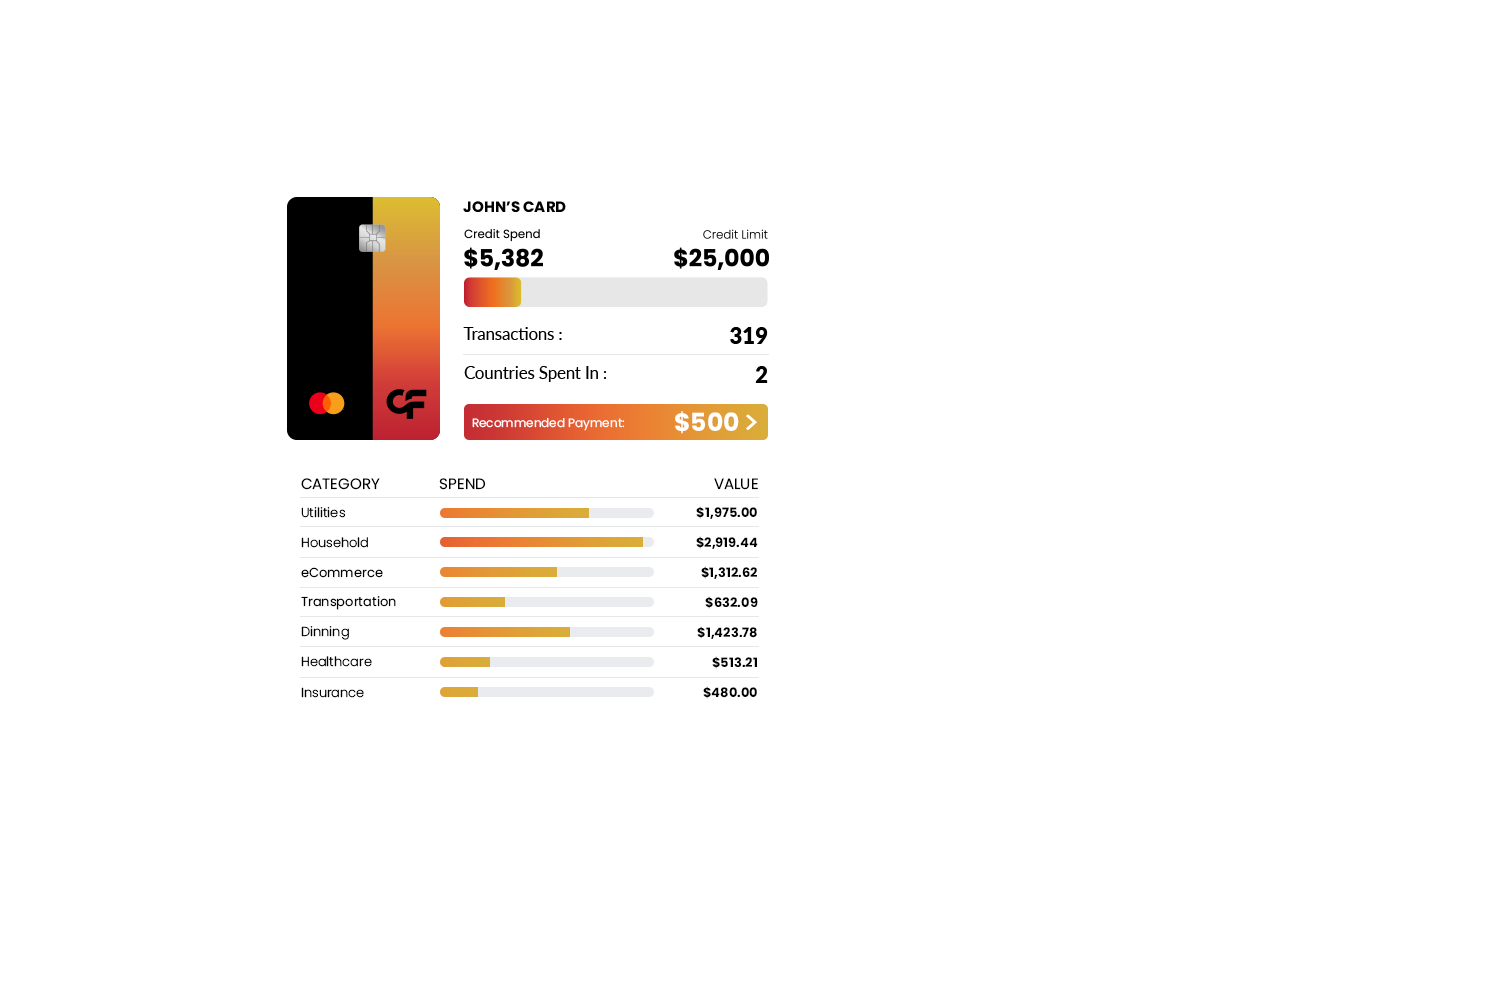 JOHN’S CARD
Credit Spend Credit Limit
$5,382 $25,000
Transactions : 319
Countries Spent In : 2
CF
Recommended Payment: $500
CATEGORY SPEND VALUE
Utilities $1,975.00
Household $2,919.44
eCommerce $1,312.62
Transportation $632.09
Dinning $1,423.78
Healthcare $513.21
Insurance $480.00